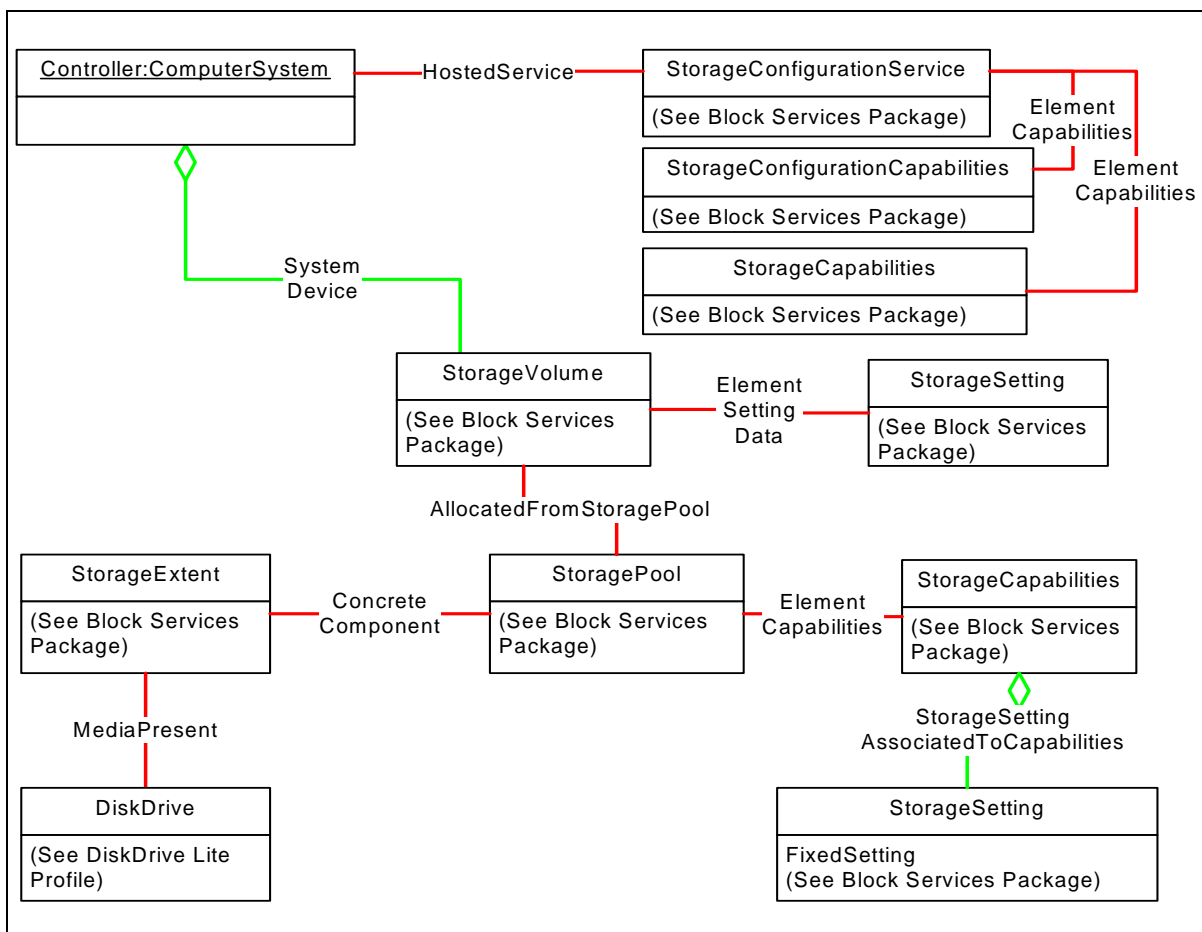 Controller:ComputerSystem
HostedService
StorageConfigurationService
(See Block Services Package)
Element
Capabilities
StorageConfigurationCapabilities
(See Block Services Package)
Element
Capabilities
StorageCapabilities
(See Block Services Package)
System
Device
StorageVolume
(See Block Services
Package)
Element
Setting
Data
StorageSetting
(See Block Services
Package)
AllocatedFromStoragePool
StorageExtent
(See Block Services
Package)
Concrete
Component
StoragePool
(See Block Services
Package)
Element
Capabilities
StorageCapabilities
(See Block Services
Package)
MediaPresent
StorageSetting
AssociatedToCapabilities
DiskDrive
(See DiskDrive Lite
Profile)
StorageSetting
FixedSetting
(See Block Services Package)